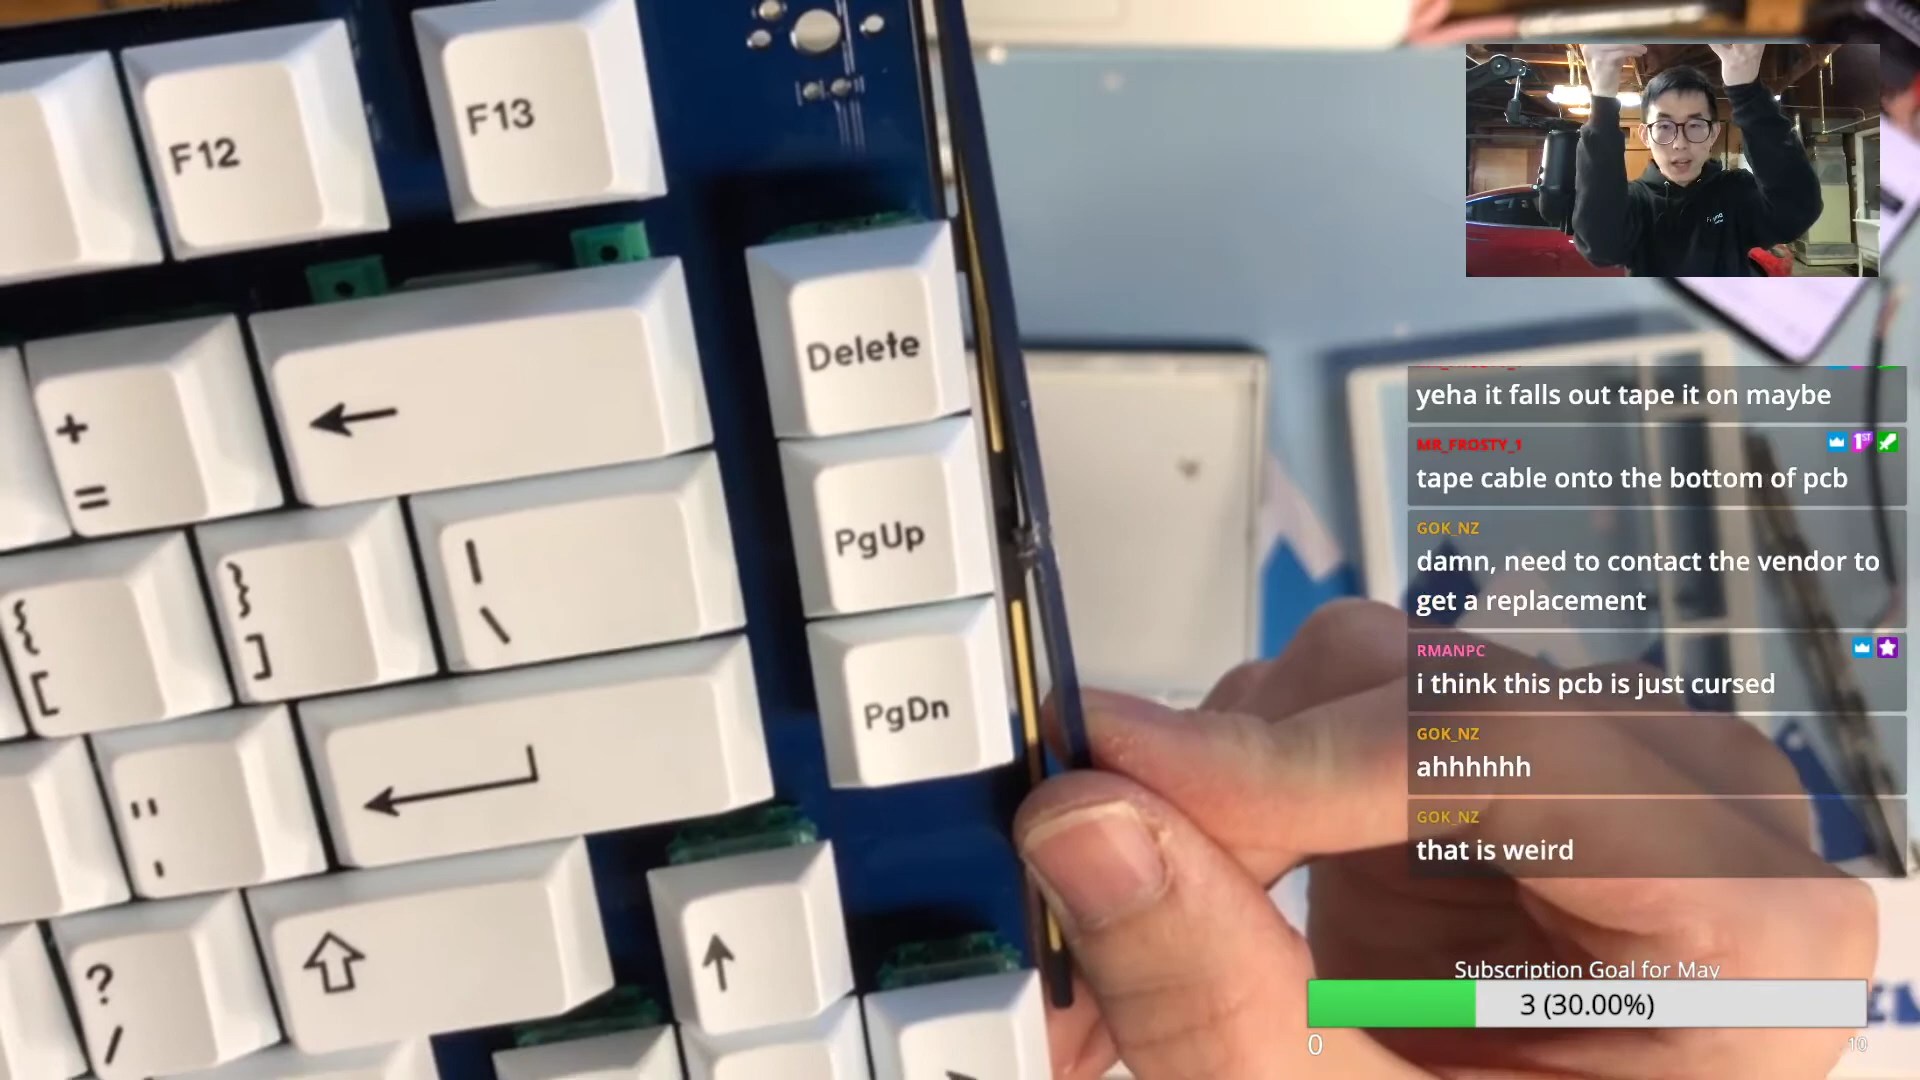 F12
F13
Delete
+
=
←
PgUp
}
]
|
\
{
[
PgDn
"
'
?
/
↑
yeha it falls out tape it on maybe
MR_FROSTY_1
tape cable onto the bottom of pcb
GOK_NZ
damn, need to contact the vendor to
get a replacement
RMANPC
i think this pcb is just cursed
GOK_NZ
ahhhhhh
GOK_NZ
that is weird
Subscription Goal for May
3 (30.00%)
0
10